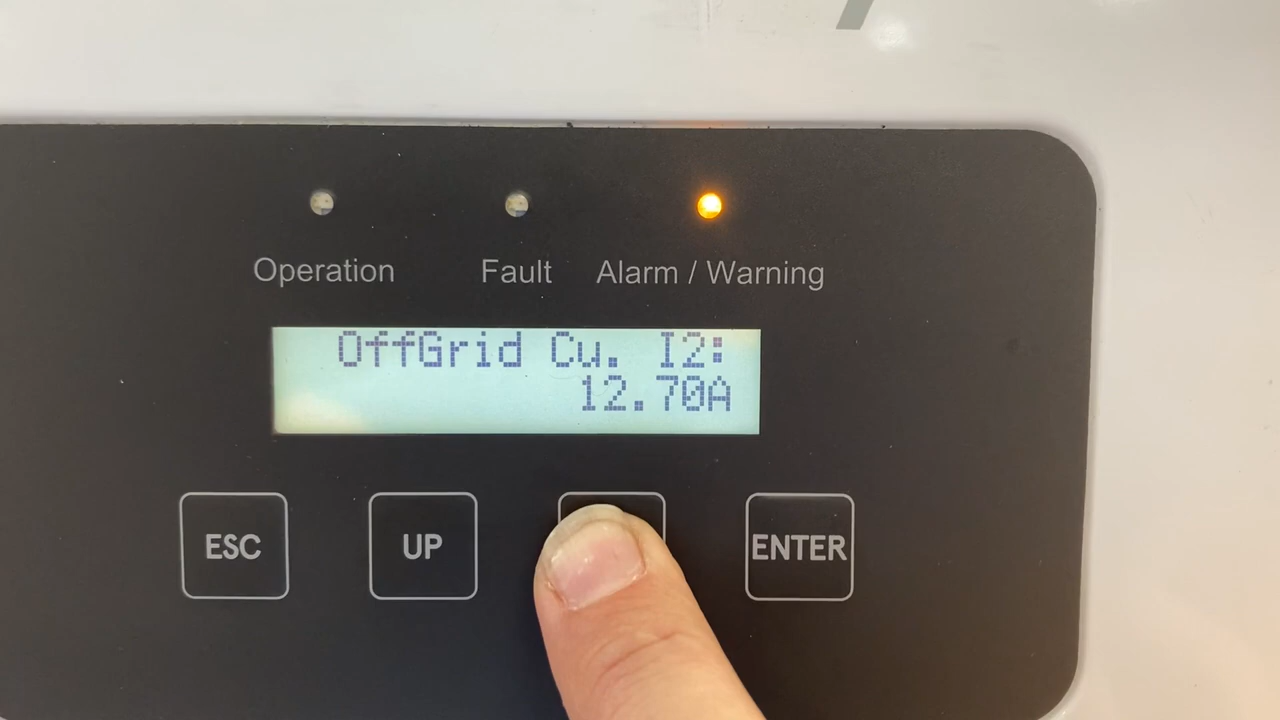 Operation Fault Alarm / Warning
OffGrid Cu. I2:
12.70A
ESC UP ENTER